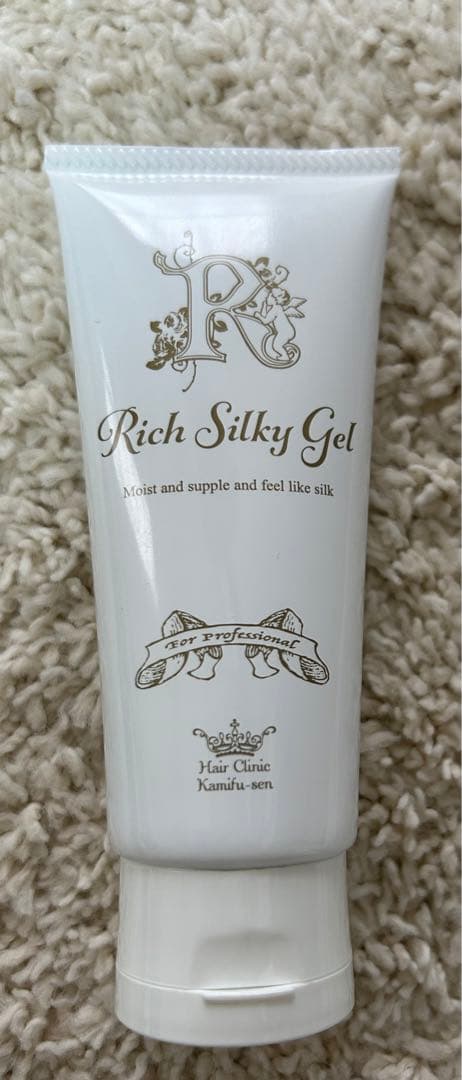 R
Rich Silky Gel
Moist and supple and feel like silk
For Professional
Hair Clinic
Kamifu-sen